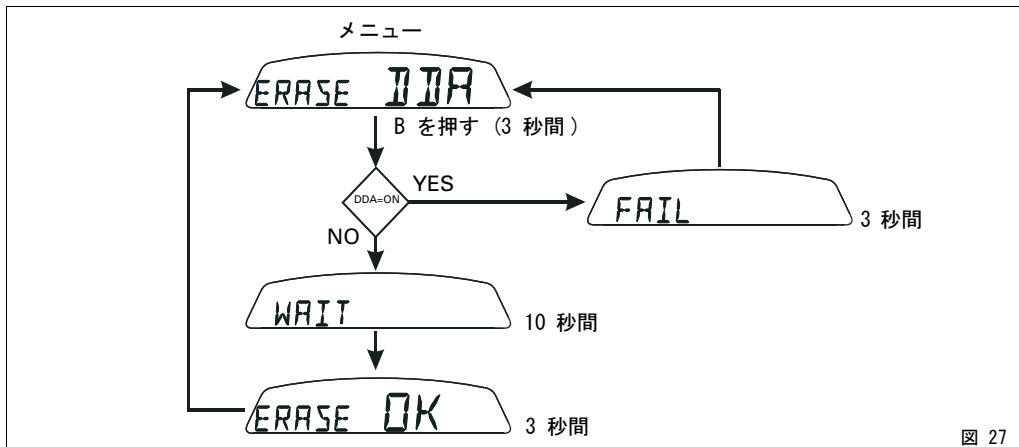 メニュー
ERASE DDA
B を押す (3 秒間)
DDA=ON
YES
FAIL
3 秒間
NO
WAIT
10 秒間
ERASE OK
3 秒間
図 27